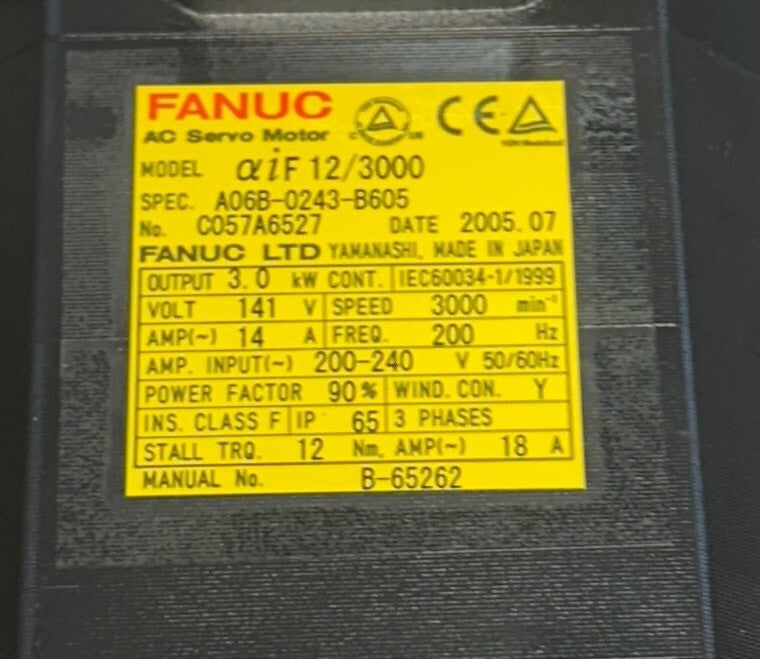 FANUC
AC Servo Motor
MODEL αiF 12/3000
SPEC. A06B-0243-B605
No. C057A6527 DATE 2005.07
FANUC LTD YAMANASHI, MADE IN JAPAN
OUTPUT 3.0 kW CONT. IEC60034-1/1999
VOLT 141 V SPEED 3000 min⁻¹
AMP(~) 14 A FREQ. 200 Hz
AMP. INPUT(~) 200-240 V 50/60Hz
POWER FACTOR 90% WIND. CON. Y
INS. CLASS F IP 65 3 PHASES
STALL TRQ. 12 Nm, AMP(~) 18 A
MANUAL No. B-65262